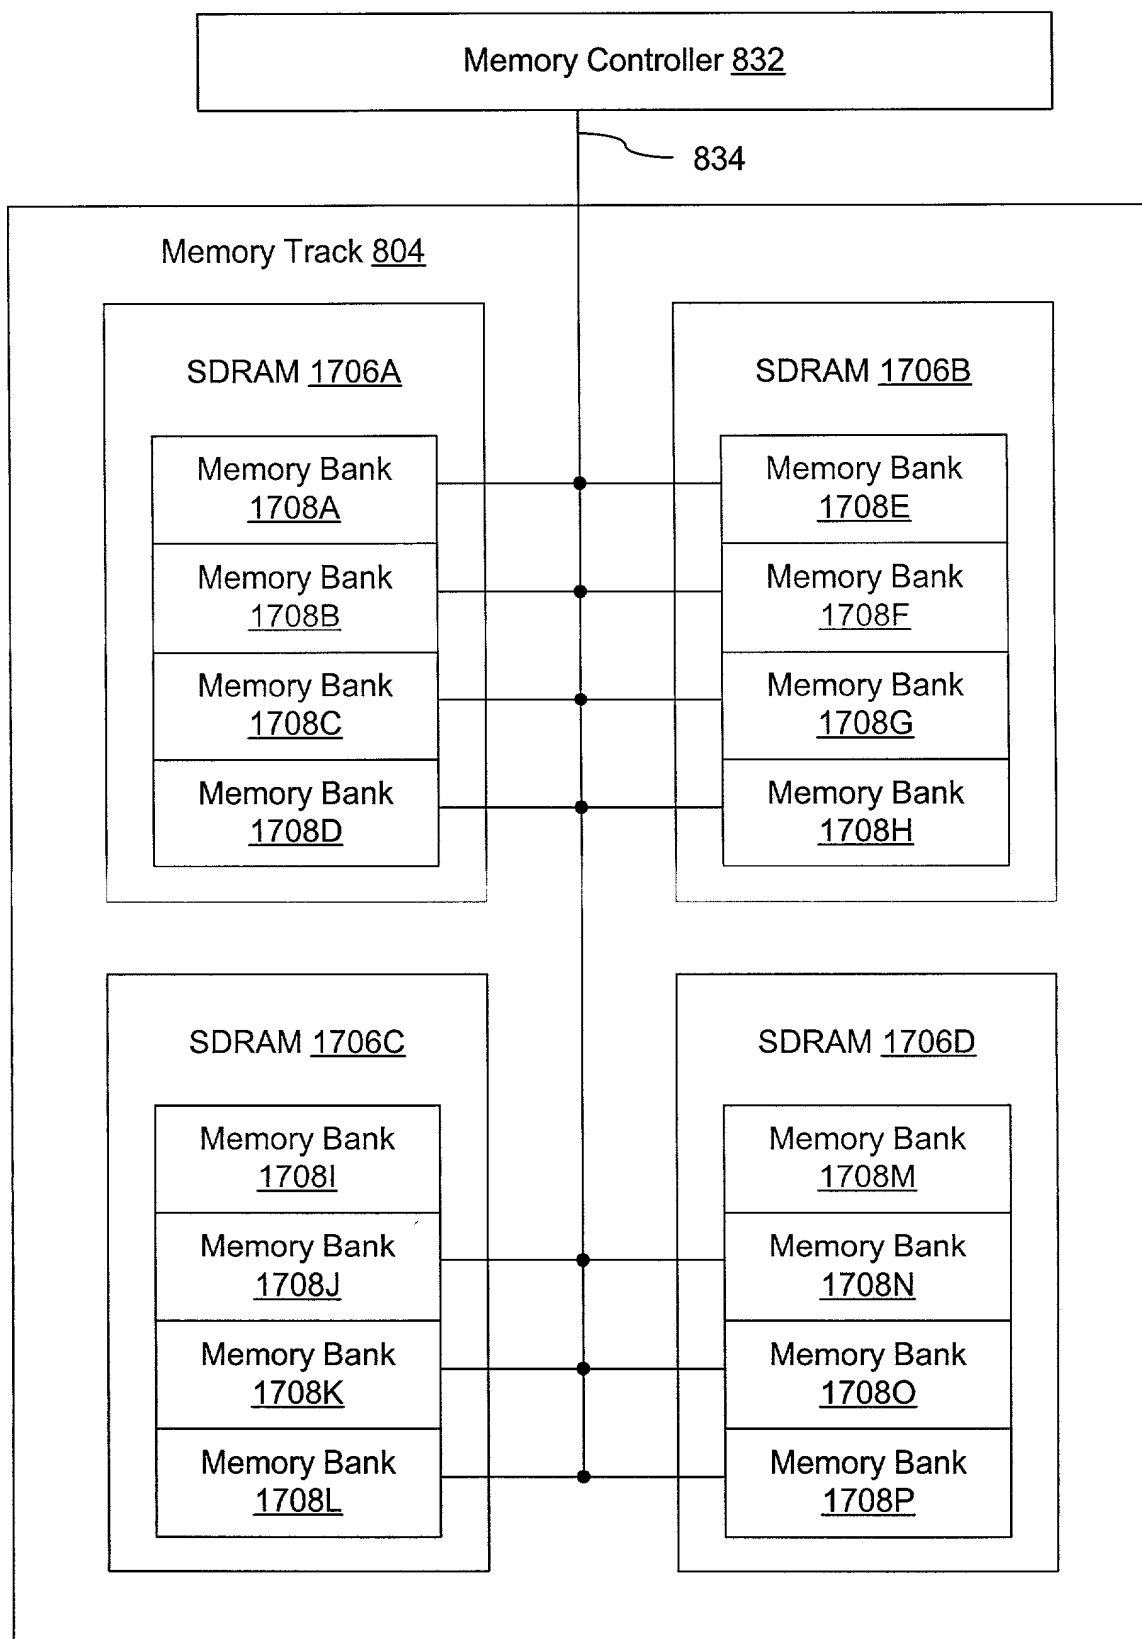 Memory Controller 832
834
Memory Track 804
SDRAM 1706A
Memory Bank
1708A
Memory Bank
1708B
Memory Bank
1708C
Memory Bank
1708D
SDRAM 1706B
Memory Bank
1708E
Memory Bank
1708F
Memory Bank
1708G
Memory Bank
1708H
SDRAM 1706C
Memory Bank
1708I
Memory Bank
1708J
Memory Bank
1708K
Memory Bank
1708L
SDRAM 1706D
Memory Bank
1708M
Memory Bank
1708N
Memory Bank
1708O
Memory Bank
1708P